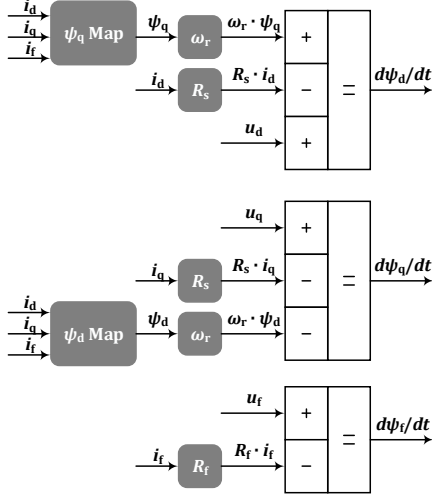 i_d
i_q
i_f
ψ_q Map
ψ_q
ω_r
ω_r · ψ_q
+
i_d
R_s
R_s · i_d
−
=
dψ_d/dt
u_d
+
u_q
+
i_q
R_s
R_s · i_q
−
=
dψ_q/dt
i_d
i_q
i_f
ψ_d Map
ψ_d
ω_r
ω_r · ψ_d
−
u_f
+
=
dψ_f/dt
i_f
R_f
R_f · i_f
−